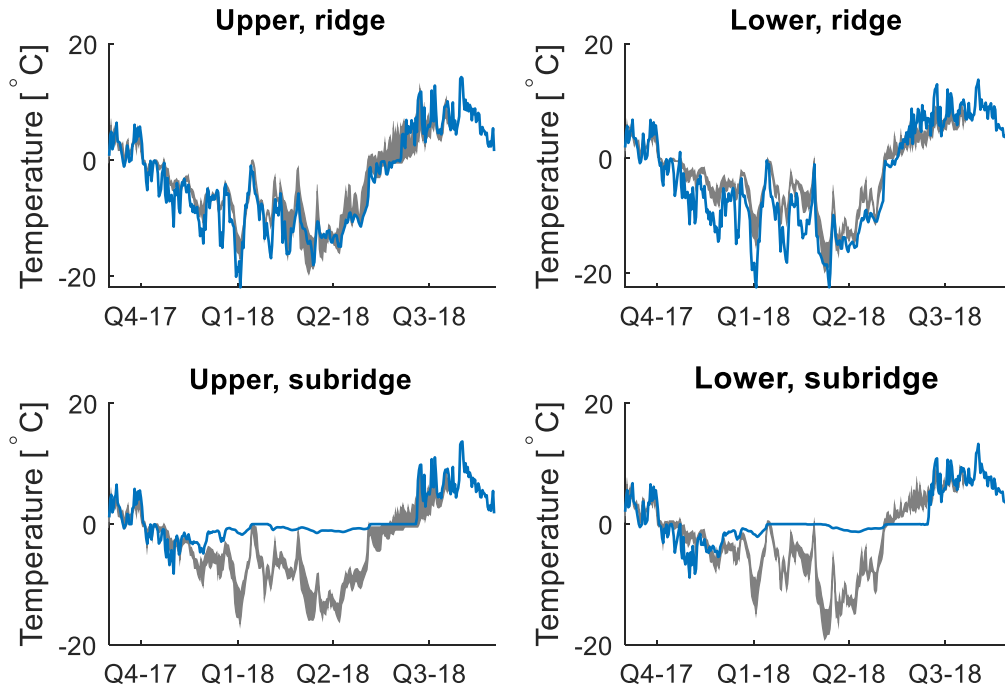 Upper, ridge
Temperature [°C]
20
0
-20
Q4-17 Q1-18 Q2-18 Q3-18
Lower, ridge
Temperature [°C]
20
0
-20
Q4-17 Q1-18 Q2-18 Q3-18
Upper, subridge
Temperature [°C]
20
0
-20
Q4-17 Q1-18 Q2-18 Q3-18
Lower, subridge
Temperature [°C]
20
0
-20
Q4-17 Q1-18 Q2-18 Q3-18